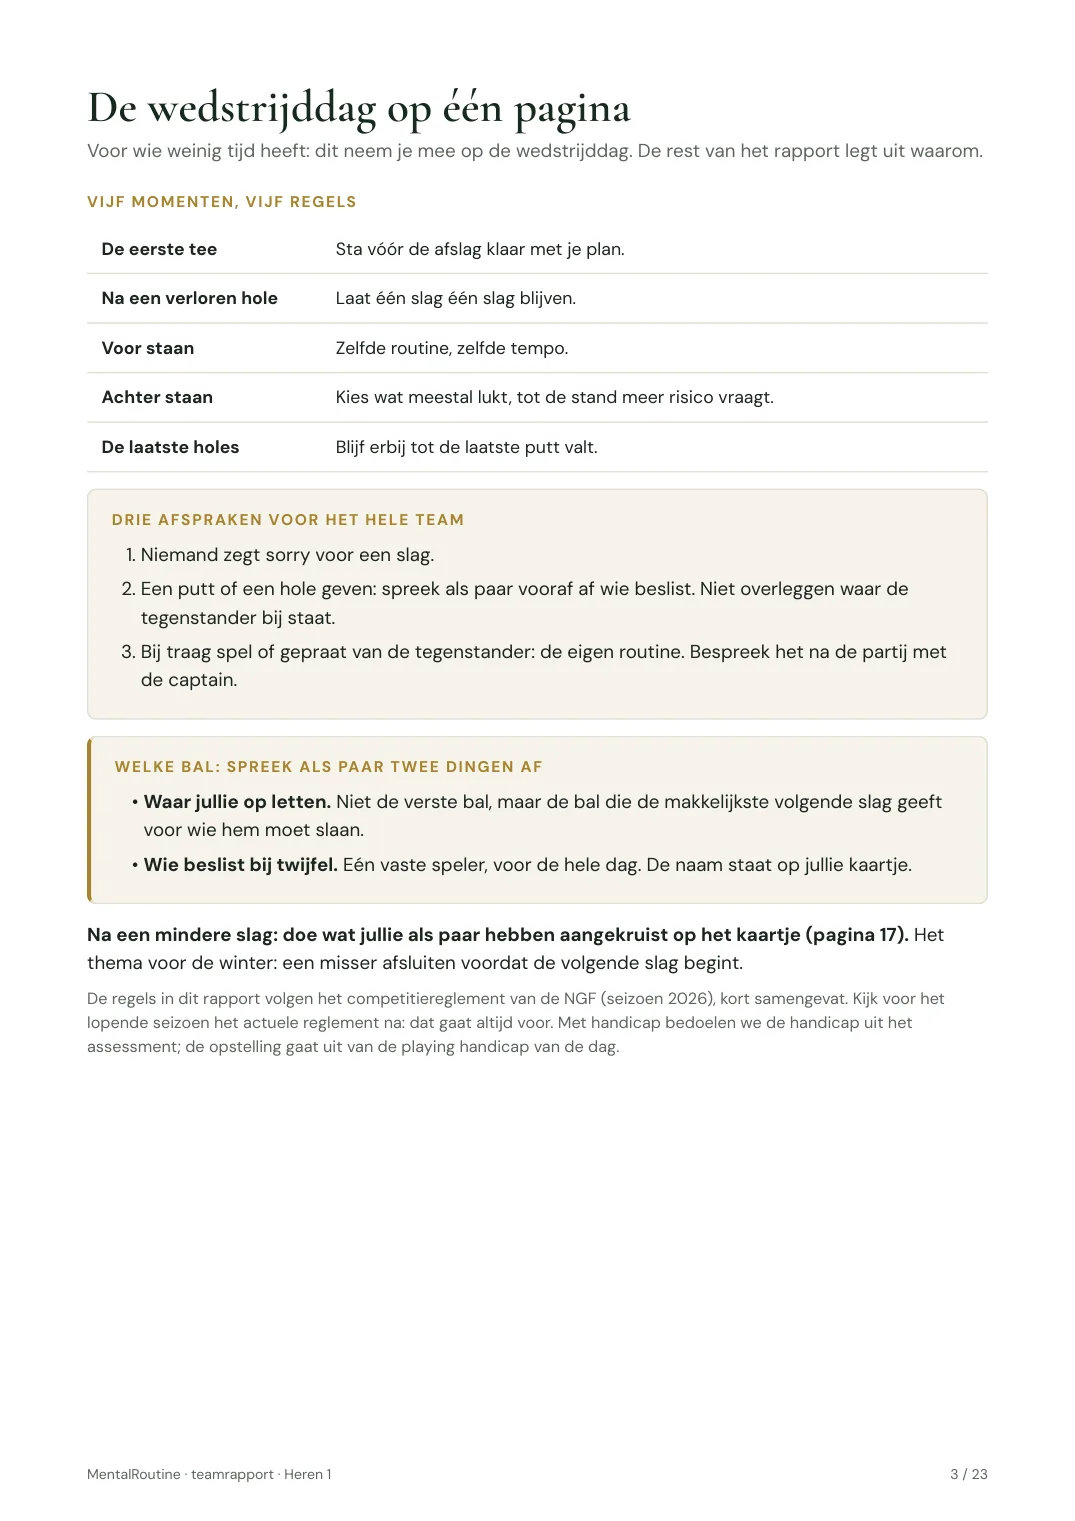 De wedstrijddag op één pagina
Voor wie weinig tijd heeft: dit neem je mee op de wedstrijddag. De rest van het rapport legt uit waarom.
VIJF MOMENTEN, VIJF REGELS
De eerste tee Sta vóór de afslag klaar met je plan.
Na een verloren hole Laat één slag één slag blijven.
Voor staan Zelfde routine, zelfde tempo.
Achter staan Kies wat meestal lukt, tot de stand meer risico vraagt.
De laatste holes Blijf erbij tot de laatste putt valt.
DRIE AFSPRAKEN VOOR HET HELE TEAM
1. Niemand zegt sorry voor een slag.
2. Een putt of een hole geven: spreek als paar vooraf af wie beslist. Niet overleggen waar de
tegenstander bij staat.
3. Bij traag spel of gepraat van de tegenstander: de eigen routine. Bespreek het na de partij met
de captain.
WELKE BAL: SPREEK ALS PAAR TWEE DINGEN AF
• Waar jullie op letten. Niet de verste bal, maar de bal die de makkelijkste volgende slag geeft
voor wie hem moet slaan.
• Wie beslist bij twijfel. Eén vaste speler, voor de hele dag. De naam staat op jullie kaartje.
Na een mindere slag: doe wat jullie als paar hebben aangekruist op het kaartje (pagina 17). Het
thema voor de winter: een misser afsluiten voordat de volgende slag begint.
De regels in dit rapport volgen het competitiereglement van de NGF (seizoen 2026), kort samengevat. Kijk voor het
lopende seizoen het actuele reglement na: dat gaat altijd voor. Met handicap bedoelen we de handicap uit het
assessment; de opstelling gaat uit van de playing handicap van de dag.
MentalRoutine · teamrapport · Heren 1 3 / 23